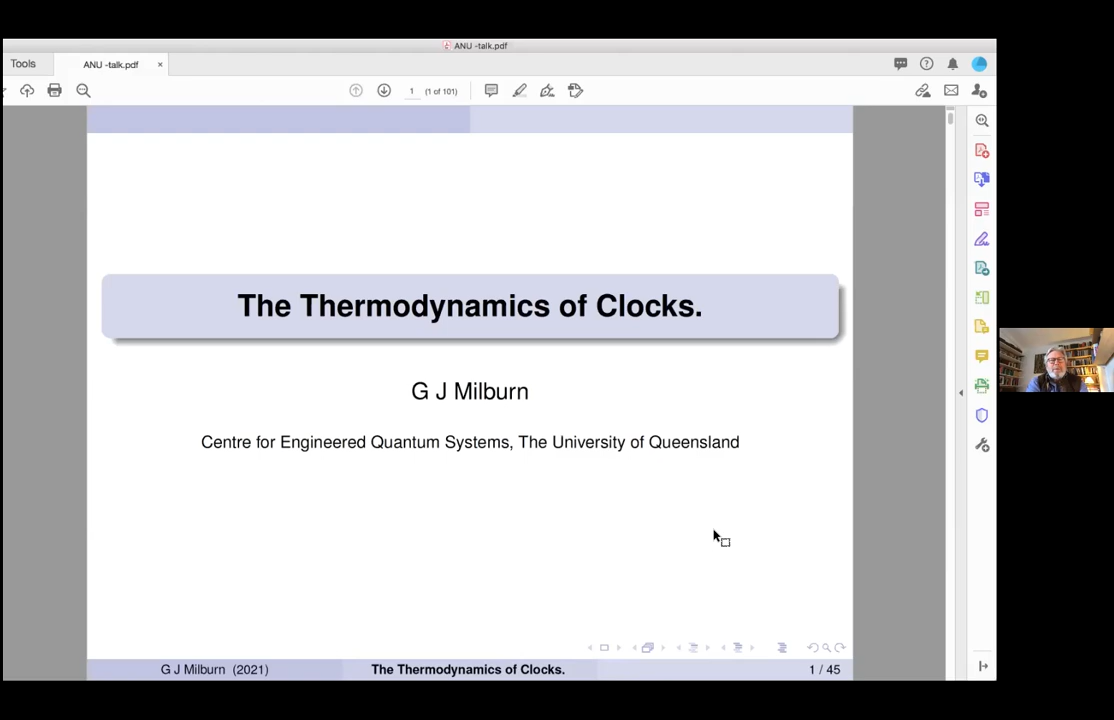 ANU -talk.pdf
Tools
ANU -talk.pdf ×
1 (1 of 101)
The Thermodynamics of Clocks.
G J Milburn
Centre for Engineered Quantum Systems, The University of Queensland
G J Milburn (2021) The Thermodynamics of Clocks. 1 / 45